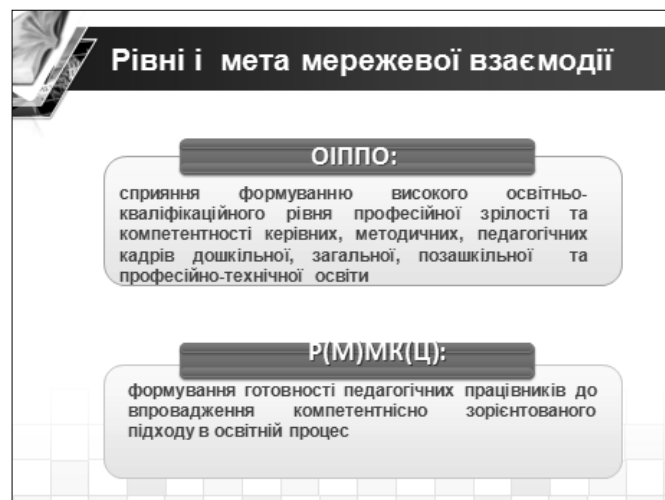 Рівні і мета мережевої взаємодії
ОІППО:
сприяння формуванню високого освітньо-
кваліфікаційного рівня професійної зрілості та
компетентності керівних, методичних, педагогічних
кадрів дошкільної, загальної, позашкільної та
професійно-технічної освіти
Р(М)МК(Ц):
формування готовності педагогічних працівників до
впровадження компетентнісно зорієнтованого
підходу в освітній процес